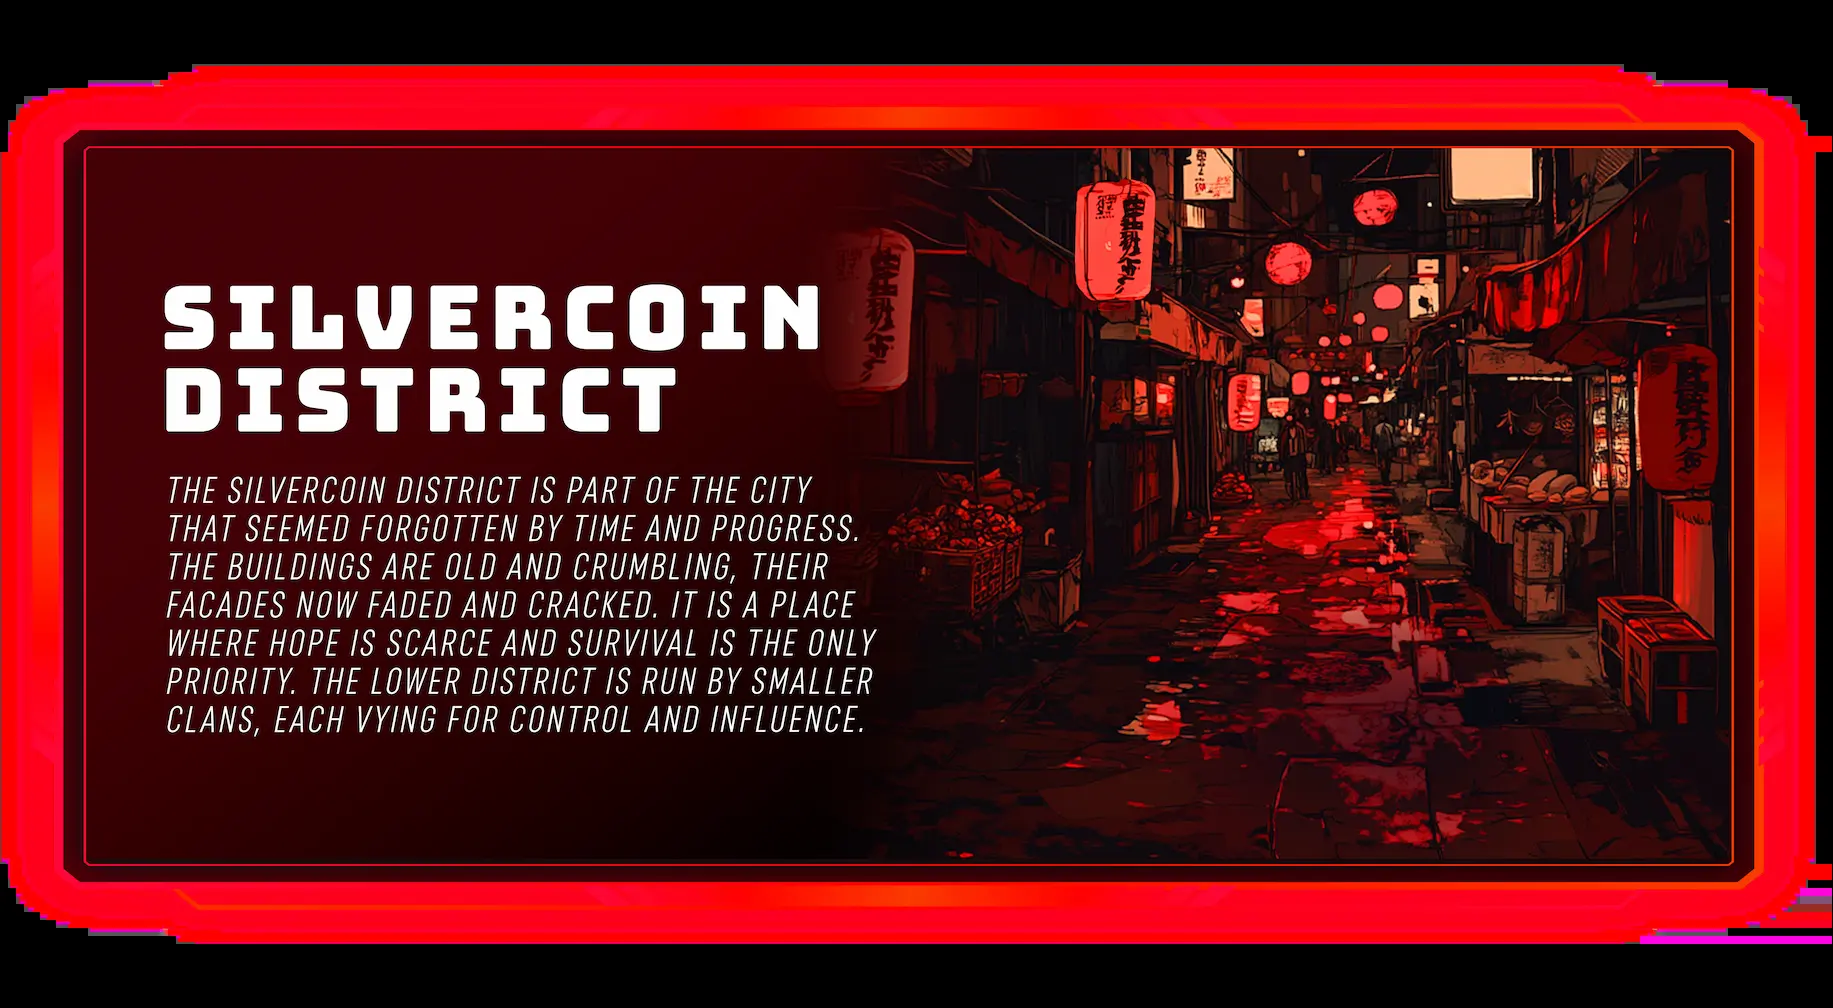 SILVERCOIN
DISTRICT
THE SILVERCOIN DISTRICT IS PART OF THE CITY
THAT SEEMED FORGOTTEN BY TIME AND PROGRESS.
THE BUILDINGS ARE OLD AND CRUMBLING, THEIR
FACADES NOW FADED AND CRACKED. IT IS A PLACE
WHERE HOPE IS SCARCE AND SURVIVAL IS THE ONLY
PRIORITY. THE LOWER DISTRICT IS RUN BY SMALLER
CLANS, EACH VYING FOR CONTROL AND INFLUENCE.